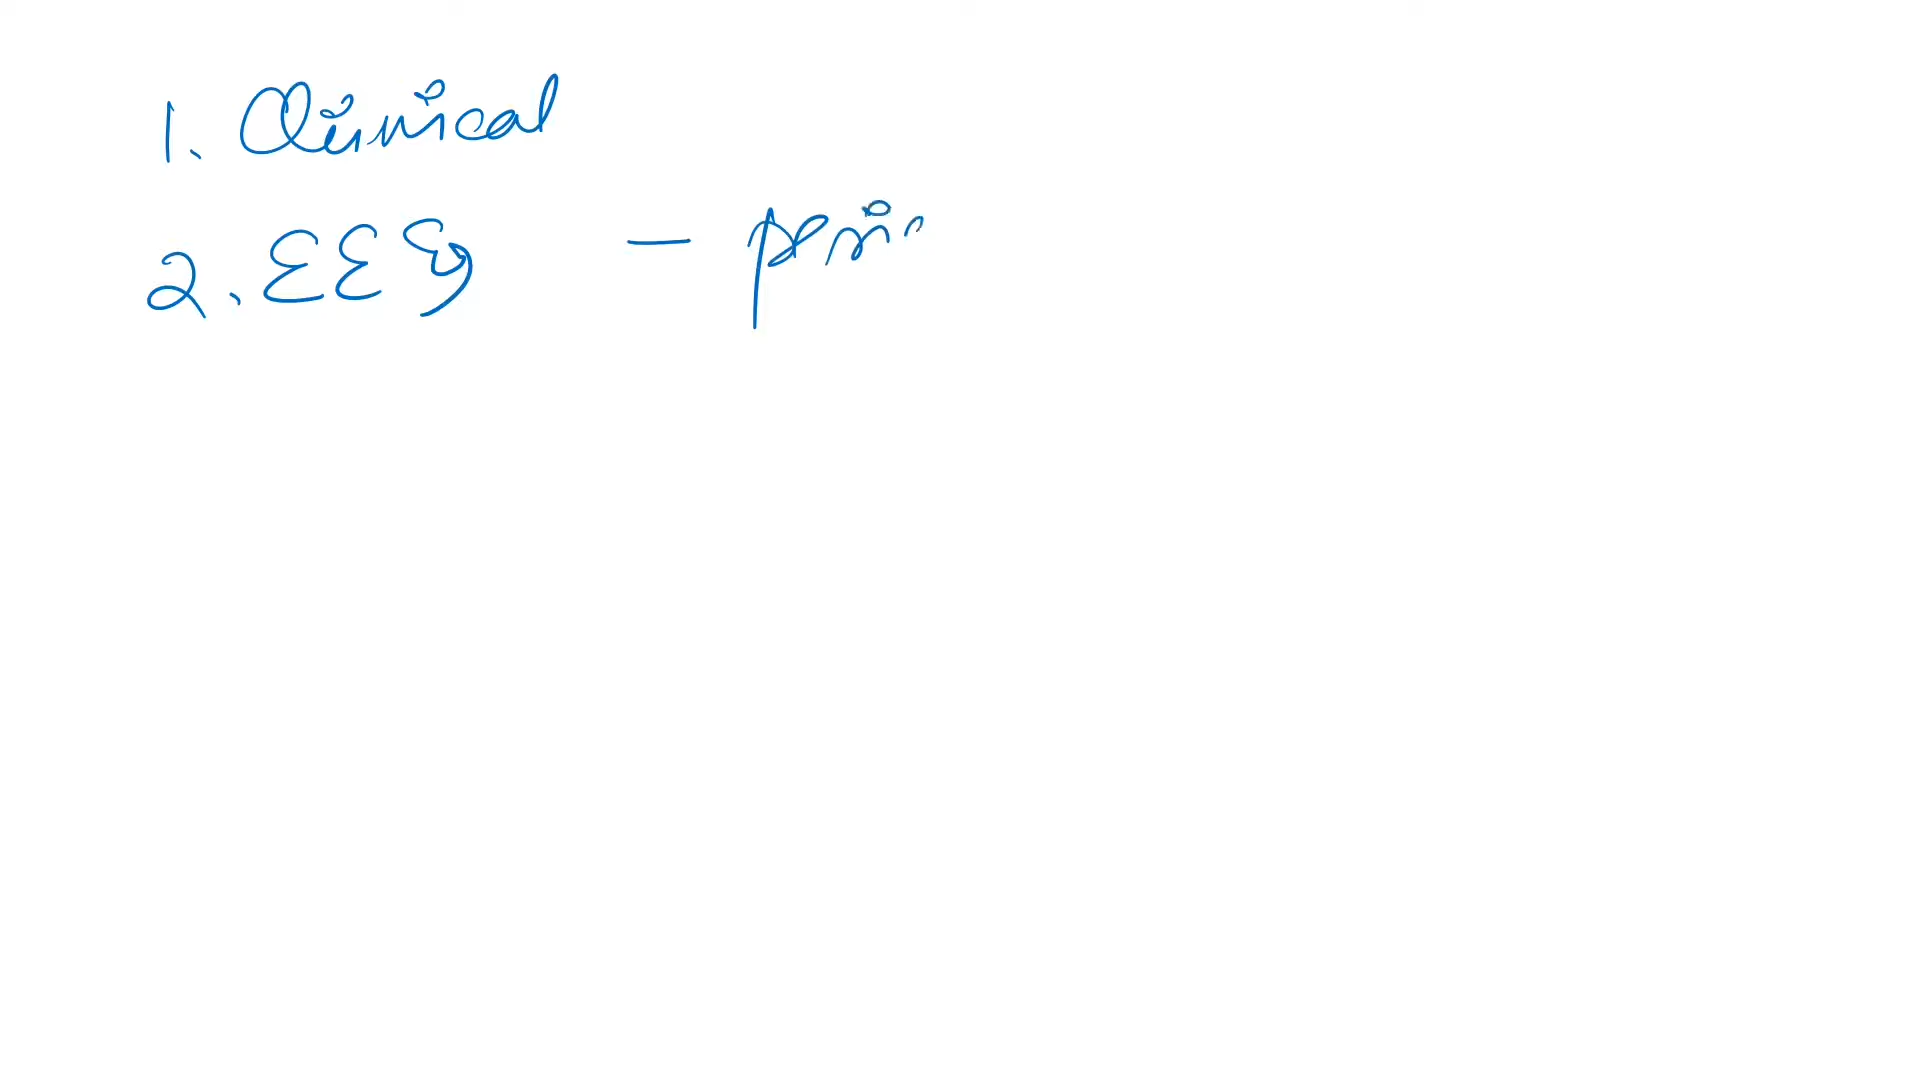 1. Clinical
2. EEG —